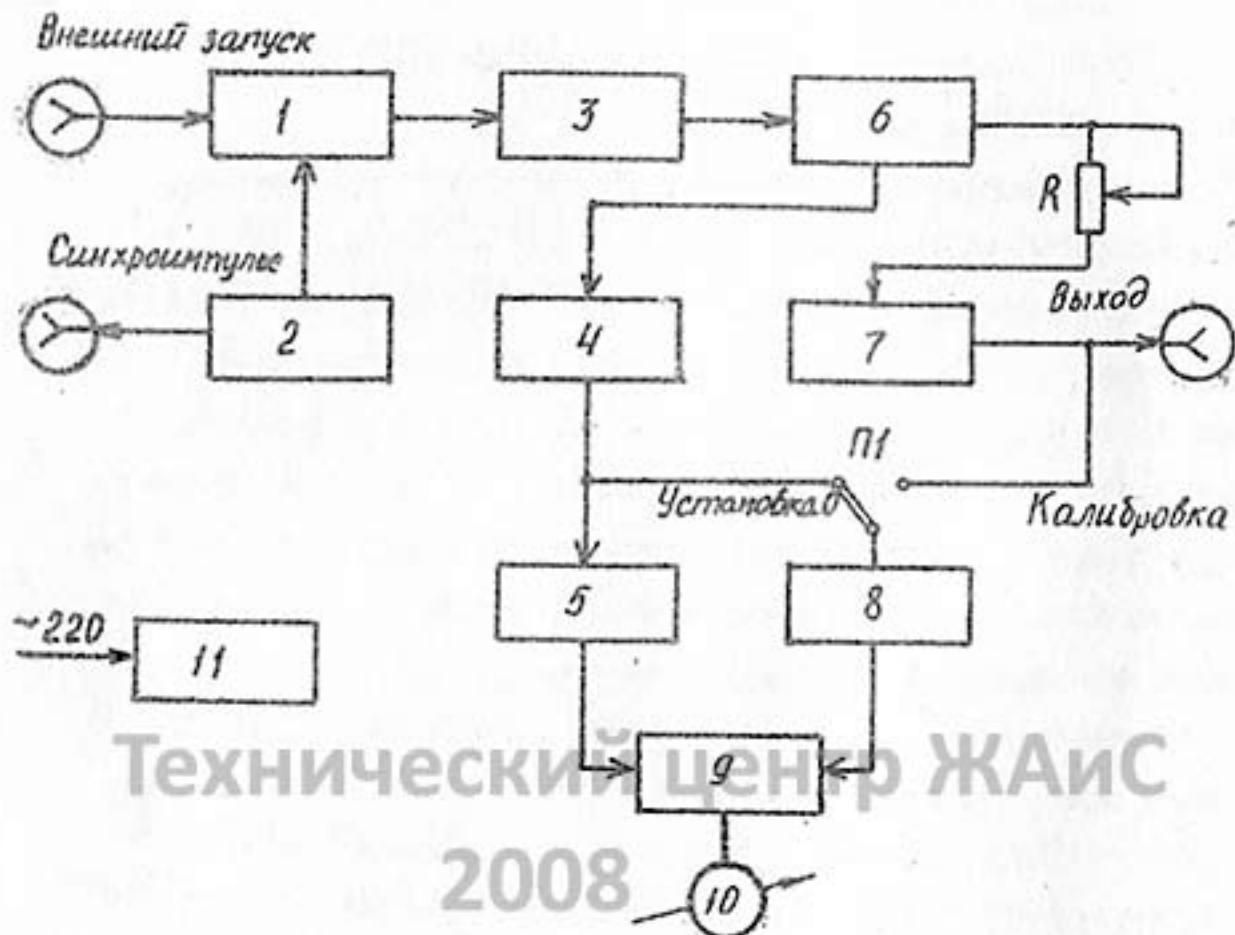 Внешний запуск
1
3
6
R
Синхроимпульс
2
4
7
Выход
П1
Установка
Калибровка
5
8
~220
11
9
Технический центр ЖАиС
2008
10